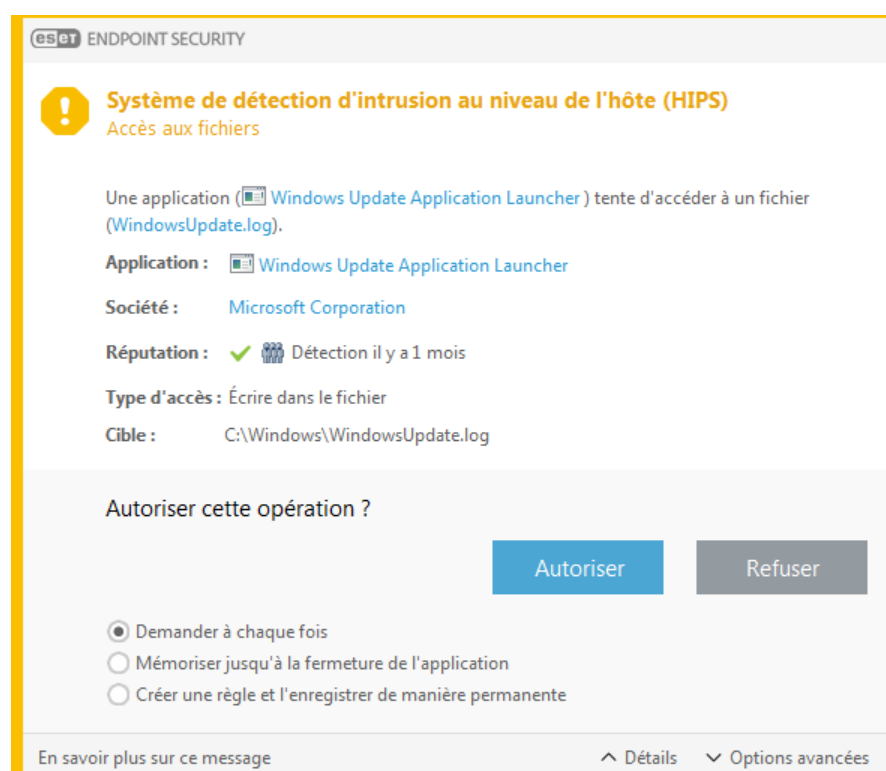 eset ENDPOINT SECURITY
Système de détection d'intrusion au niveau de l'hôte (HIPS)
Accès aux fichiers
Une application ( Windows Update Application Launcher ) tente d'accéder à un fichier
(WindowsUpdate.log).
Application : Windows Update Application Launcher
Société : Microsoft Corporation
Réputation : Détection il y a 1 mois
Type d'accès : Écrire dans le fichier
Cible : C:\Windows\WindowsUpdate.log
Autoriser cette opération ?
Autoriser Refuser
Demander à chaque fois
Mémoriser jusqu'à la fermeture de l'application
Créer une règle et l'enregistrer de manière permanente
En savoir plus sur ce message Détails Options avancées